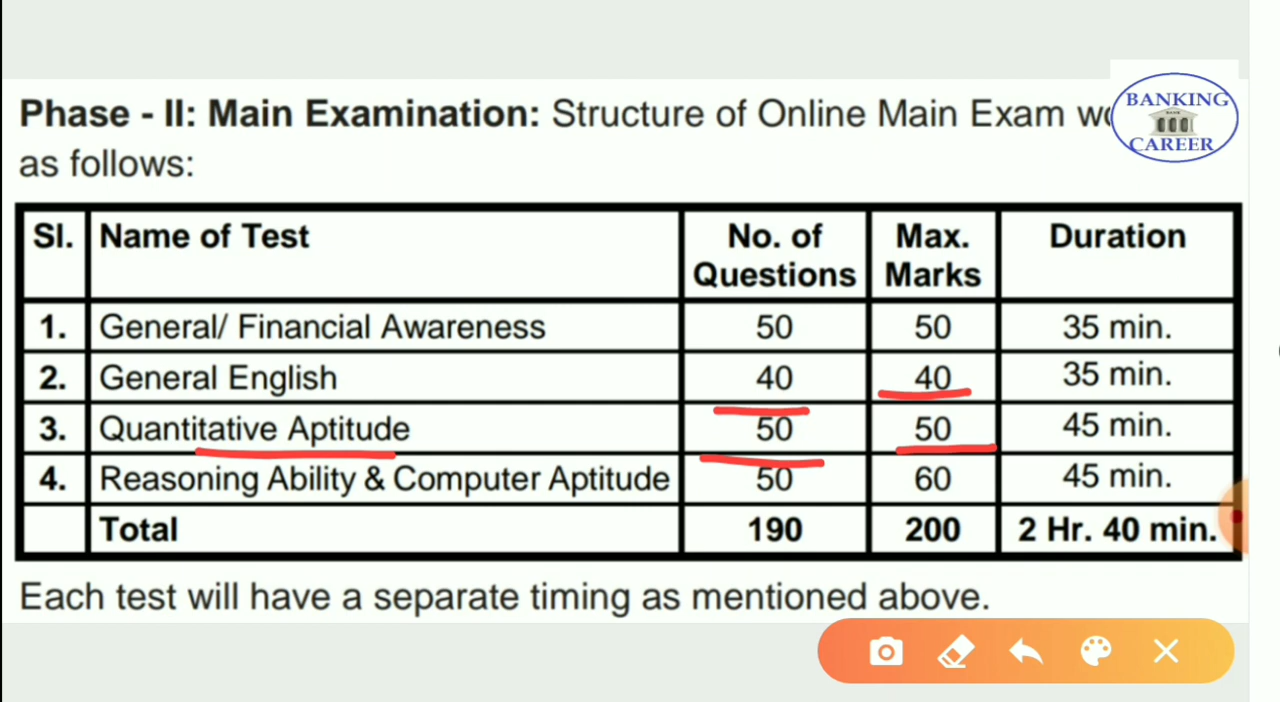 Phase - II: Main Examination: Structure of Online Main Exam
as follows:
BANKING
CAREER
Sl. Name of Test No. of Questions Max. Marks Duration
1. General/ Financial Awareness 50 50 35 min.
2. General English 40 40 35 min.
3. Quantitative Aptitude 50 50 45 min.
4. Reasoning Ability & Computer Aptitude 50 60 45 min.
Total 190 200 2 Hr. 40 min.
Each test will have a separate timing as mentioned above.